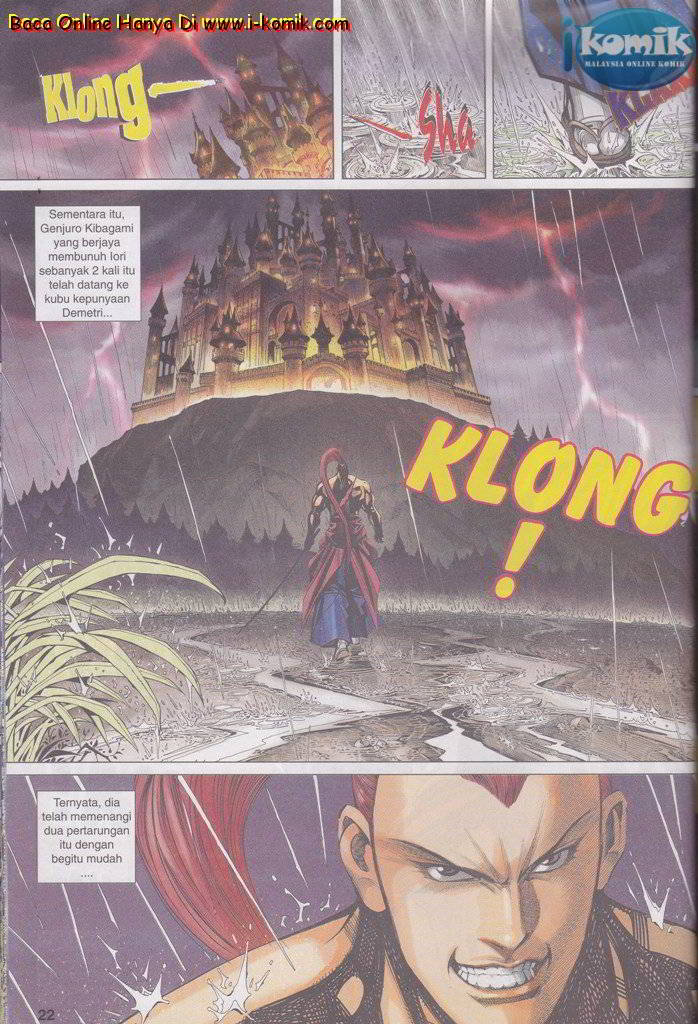 Baca Online Hanya Di www.i-komik.com
i komik
MALAYSIA ONLINE KOMIK
Klong
Sha
KLONG
Sementara itu,
Genjuro Kibagami
yang berjaya
membunuh lori
sebanyak 2 kali itu
telah datang ke
kubu kepunyaan
Demetri...
KLONG
!
Ternyata, dia
telah memenangi
dua pertarungan
itu dengan
begitu mudah
....
22